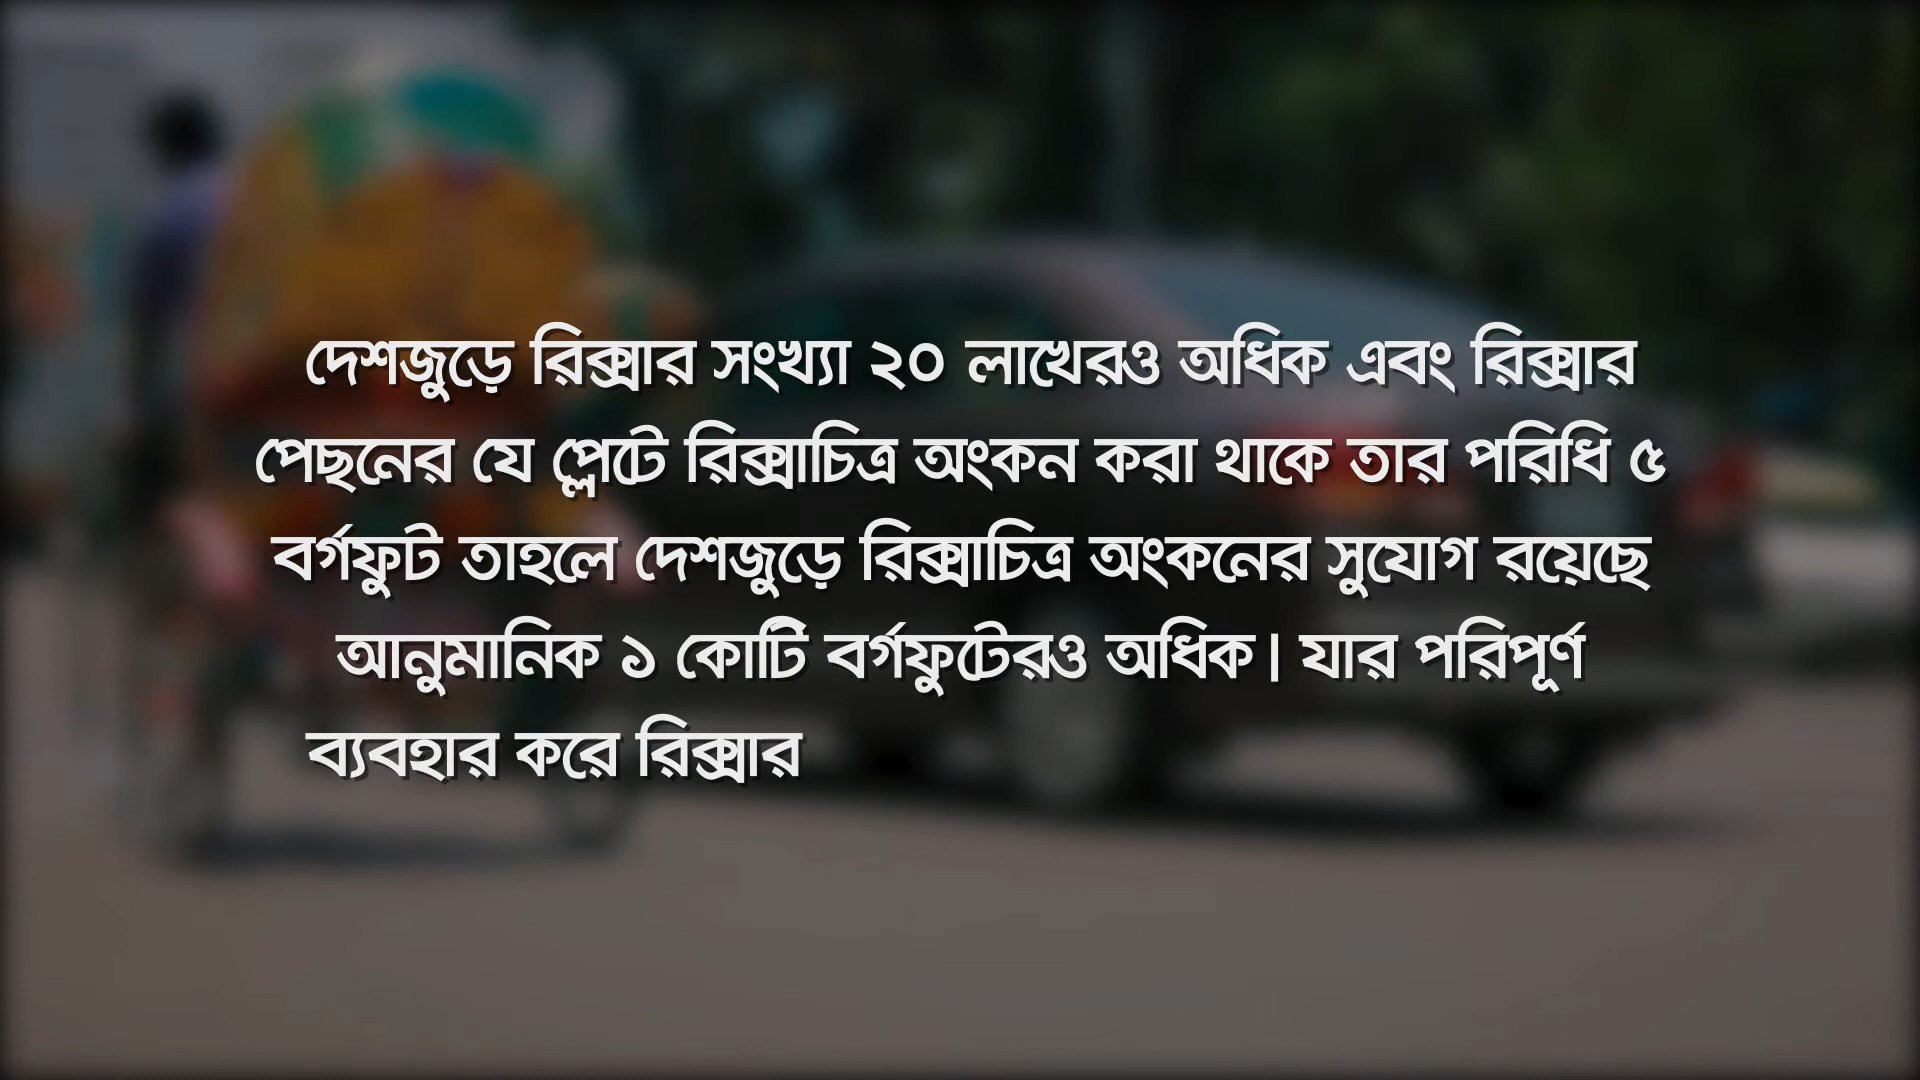 দেশজুড়ে রিক্সার সংখ্যা ২০ লাখেরও অধিক এবং রিক্সার
পেছনের যে প্লেটে রিক্সাচিত্র অংকন করা থাকে তার পরিধি ৫
বর্গফুট তাহলে দেশজুড়ে রিক্সাচিত্র অংকনের সুযোগ রয়েছে
আনুমানিক ১ কোটি বর্গফুটেরও অধিক। যার পরিপূর্ণ
ব্যবহার করে রিক্সার